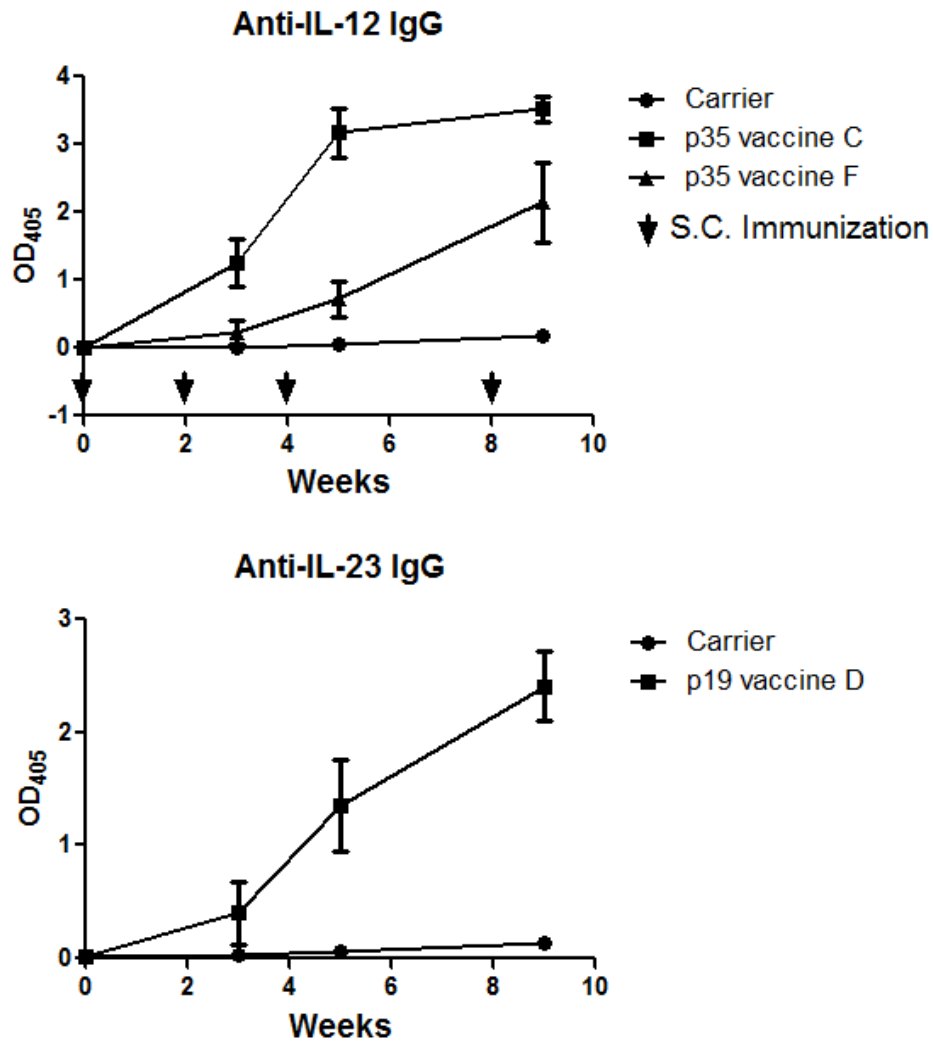 Anti-IL-12 IgG
4
3
2
1
0
-1
OD405
0 2 4 6 8 10
Weeks
Carrier
p35 vaccine C
p35 vaccine F
S.C. Immunization
Anti-IL-23 IgG
3
2
1
0
OD405
0 2 4 6 8 10
Weeks
Carrier
p19 vaccine D